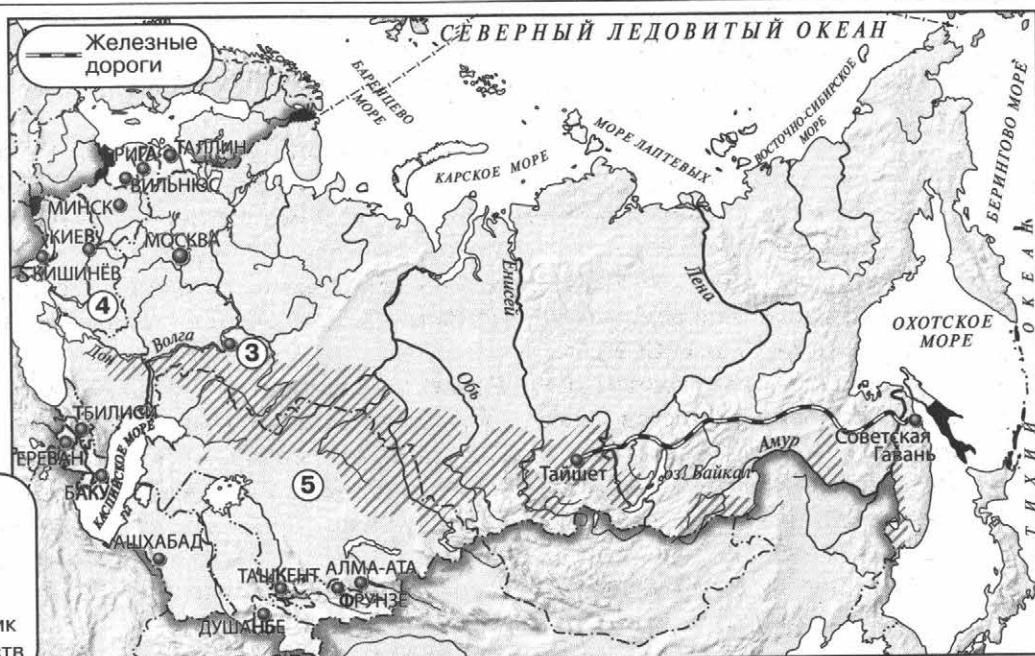 Железные
дороги
СЕВЕРНЫЙ ЛЕДОВИТЫЙ ОКЕАН
БАРЕНЦЕВО
МОРЕ
КАРСКОЕ МОРЕ
МОРЕ ЛАПТЕВЫХ
ВОСТОЧНО-СИБИРСКОЕ
МОРЕ
БЕРИНГОВО МОРЕ
ТИХИЙ ОКЕАН
РИГА
ТАЛЛИН
ВИЛЬНЮС
МИНСК
КИЕВ
МОСКВА
КИШИНЁВ
4
3
Дон
Волга
Обь
Енисей
Лена
ОХОТСКОЕ
МОРЕ
ТБИЛИСИ
ЕРЕВАН
БАКУ
КАСПИЙСКОЕ МОРЕ
5
Тайшет
оз. Байкал
Амур
Советская
Гавань
АШХАБАД
ТАШКЕНТ
АЛМА-АТА
ФРУНЗЕ
ДУШАНБЕ
ик
ств